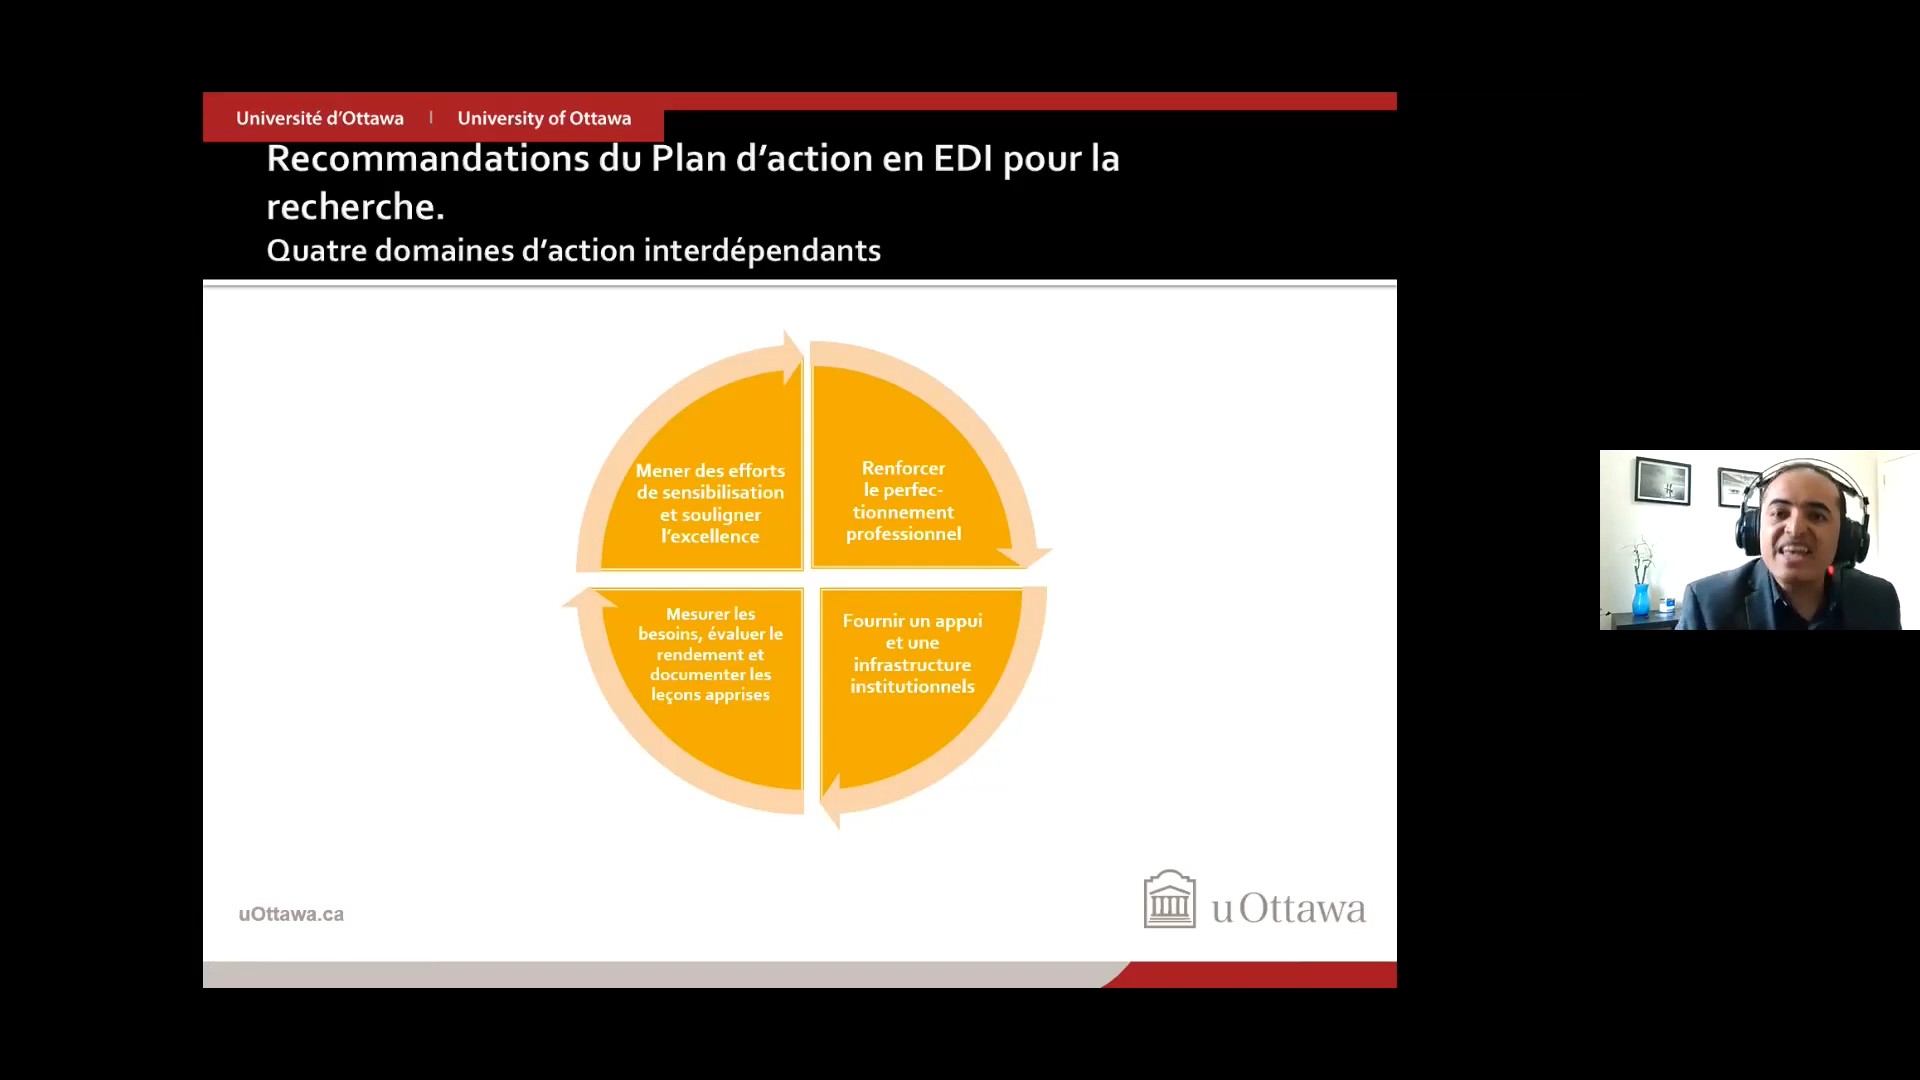 Université d'Ottawa | University of Ottawa
Recommandations du Plan d’action en EDI pour la
recherche.
Quatre domaines d’action interdépendants
Mener des efforts
de sensibilisation
et souligner
l’excellence
Renforcer
le perfec-
tionnement
professionnel
Mesurer les
besoins, évaluer le
rendement et
documenter les
leçons apprises
Fournir un appui
et une
infrastructure
institutionnels
uOttawa.ca
uOttawa